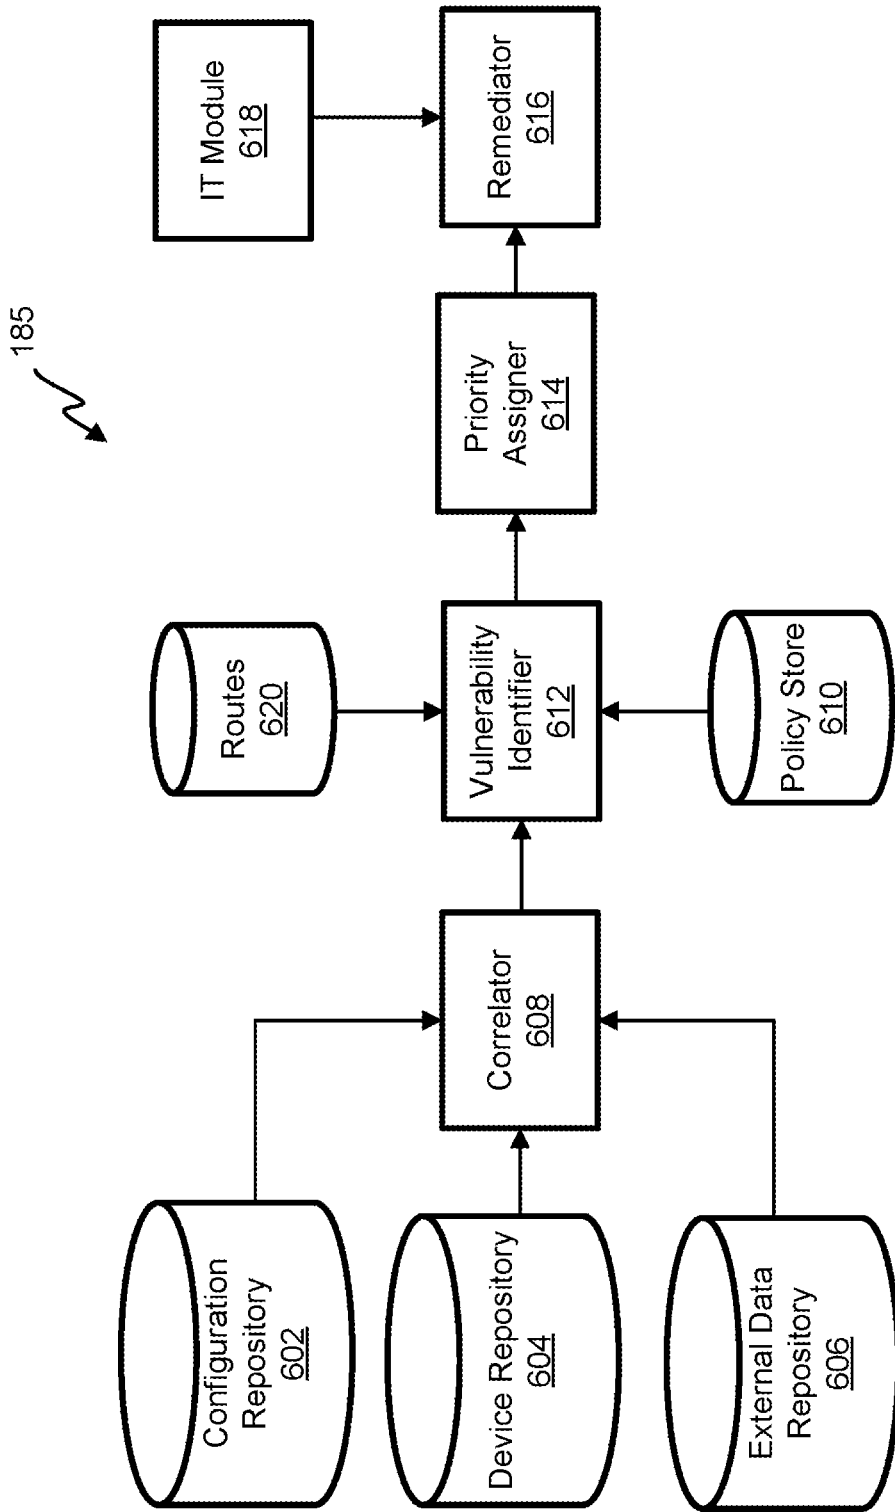 185
Configuration
Repository
602
Device Repository
604
External Data
Repository
606
Correlator
608
Routes
620
Vulnerability
Identifier
612
Policy Store
610
Priority
Assigner
614
IT Module
618
Remediator
616